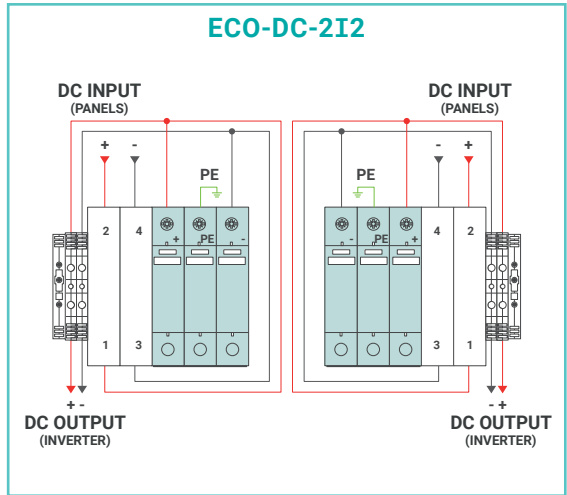 ECO-DC-2I2
DC INPUT
(PANELS)
+ -
PE
2 4 + PE -
1 3
+ -
DC OUTPUT
(INVERTER)
DC INPUT
(PANELS)
- +
PE
- PE + 4 2
3 1
- +
DC OUTPUT
(INVERTER)